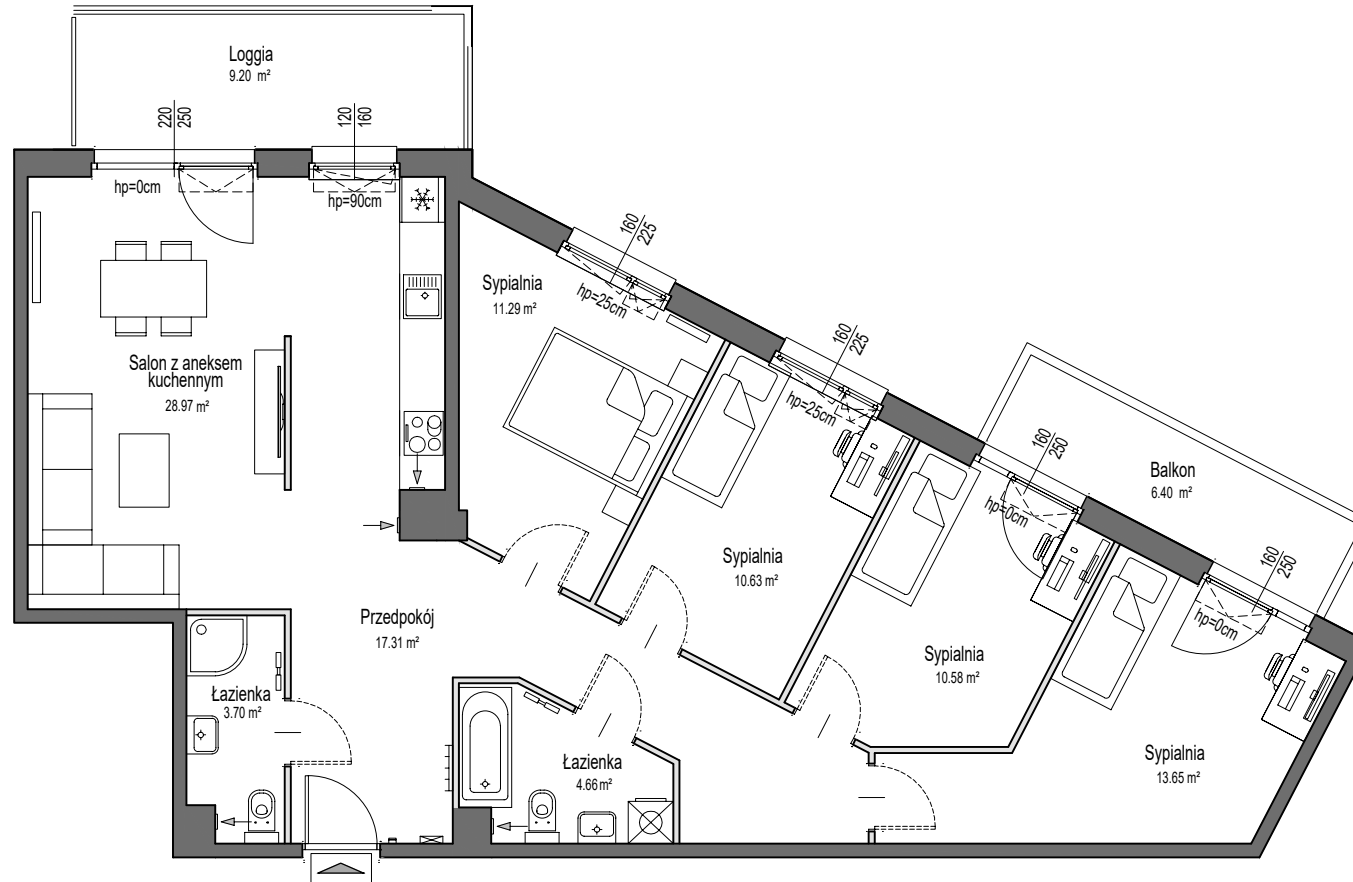 Loggia
9.20 m²
220
250
120
160
hp=0cm
hp=90cm
160
225
Sypialnia
11.29 m²
hp=25cm
160
225
hp=25cm
Salon z aneksem
kuchennym
28.97 m²
160
250
Balkon
6.40 m²
hp=0cm
Sypialnia
10.63 m²
160
250
hp=0cm
Przedpokój
17.31 m²
Sypialnia
10.58 m²
Łazienka
3.70 m²
Łazienka
4.66 m²
Sypialnia
13.65 m²